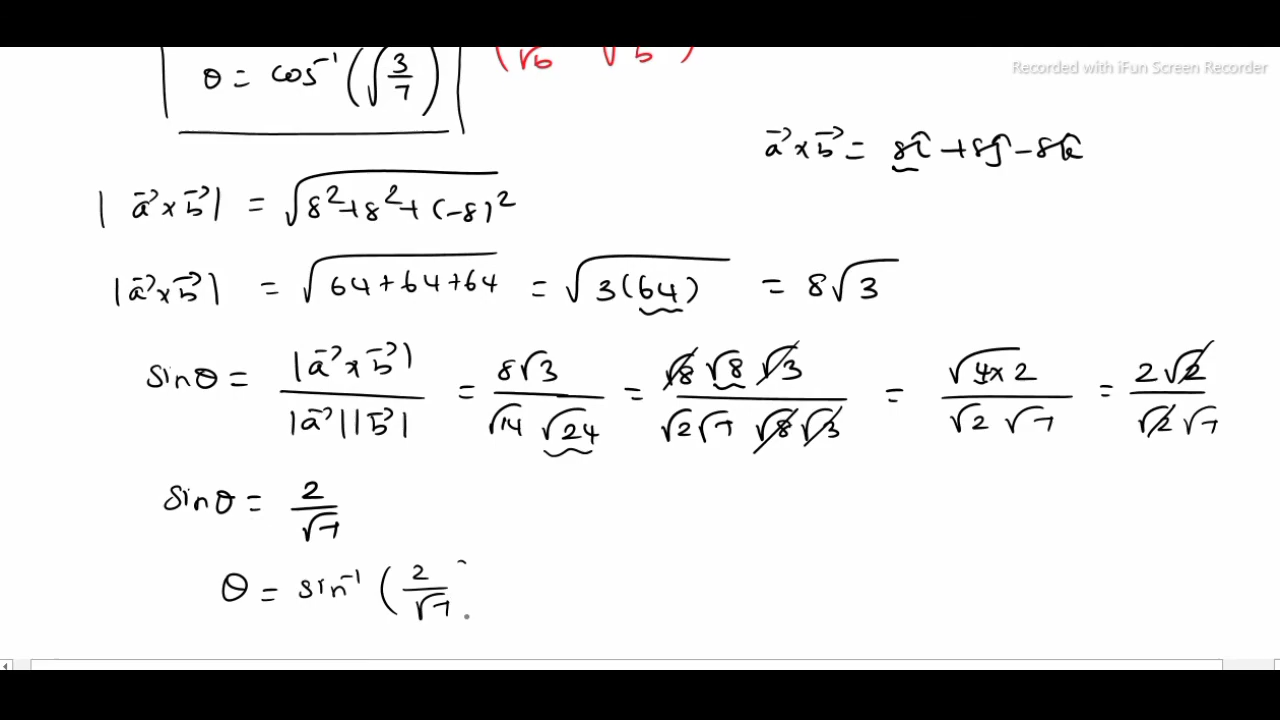 θ = cos⁻¹(√(3/7))
Recorded with iFun Screen Recorder
a⃗ × b⃗ = 8î + 8ĵ - 8k̂
|a⃗ × b⃗| = √(8² + 8² + (-8)²)
|a⃗ × b⃗| = √(64 + 64 + 64) = √(3(64)) = 8√3
sinθ = |a⃗ × b⃗| / |a⃗||b⃗| = 8√3 / √14 √24 = √8 √8 √3 / √2 √7 √8 √3 = √(4×2) / √2 √7 = 2√2 / √2 √7
sinθ = 2/√7
θ = sin⁻¹(2/√7